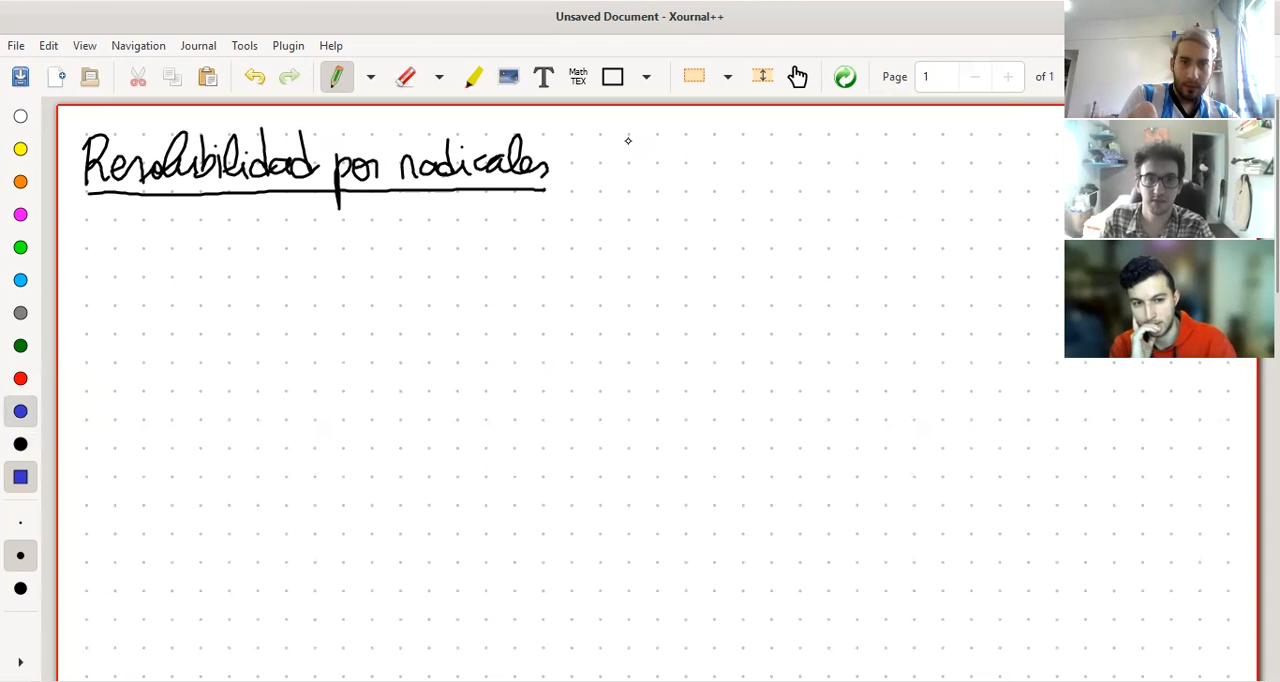 Unsaved Document - Xournal++
File Edit View Navigation Journal Tools Plugin Help
T Math TEX Page 1 of 1
Resolubilidad por radicales